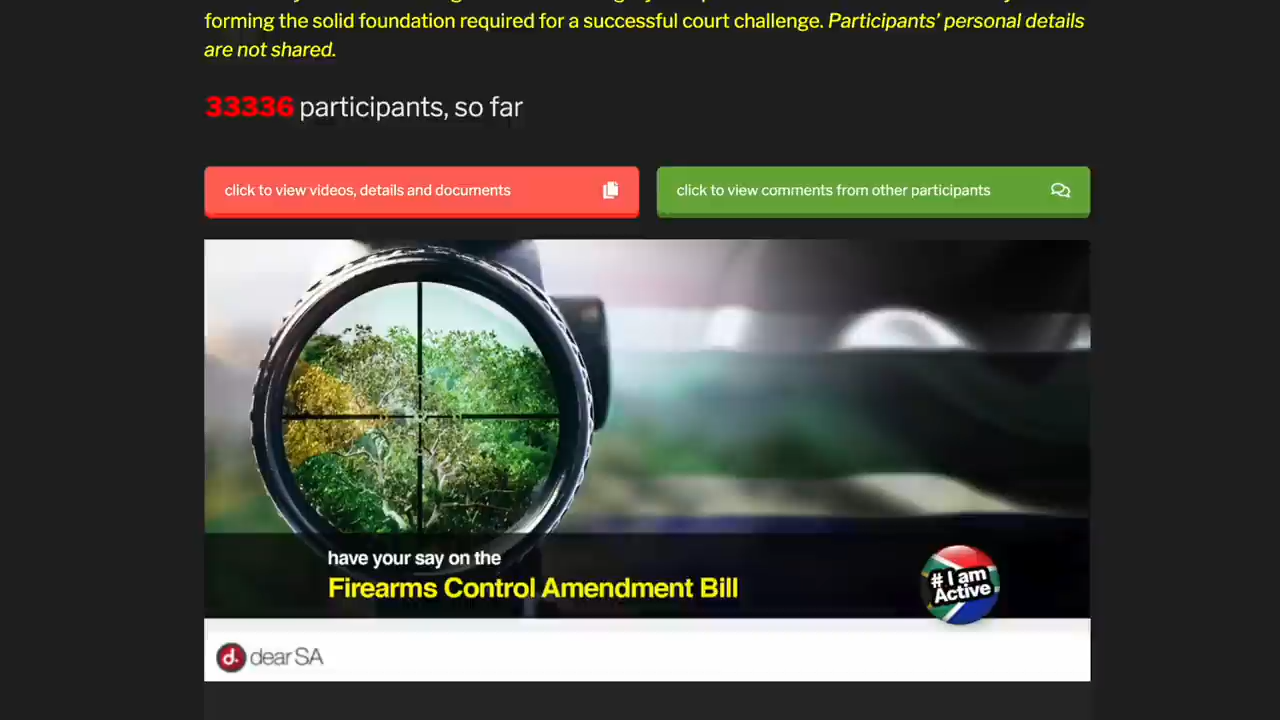 forming the solid foundation required for a successful court challenge. Participants' personal details
are not shared.
33336 participants, so far
click to view videos, details and documents
click to view comments from other participants
have your say on the
Firearms Control Amendment Bill
# I am
Active
d. dear SA